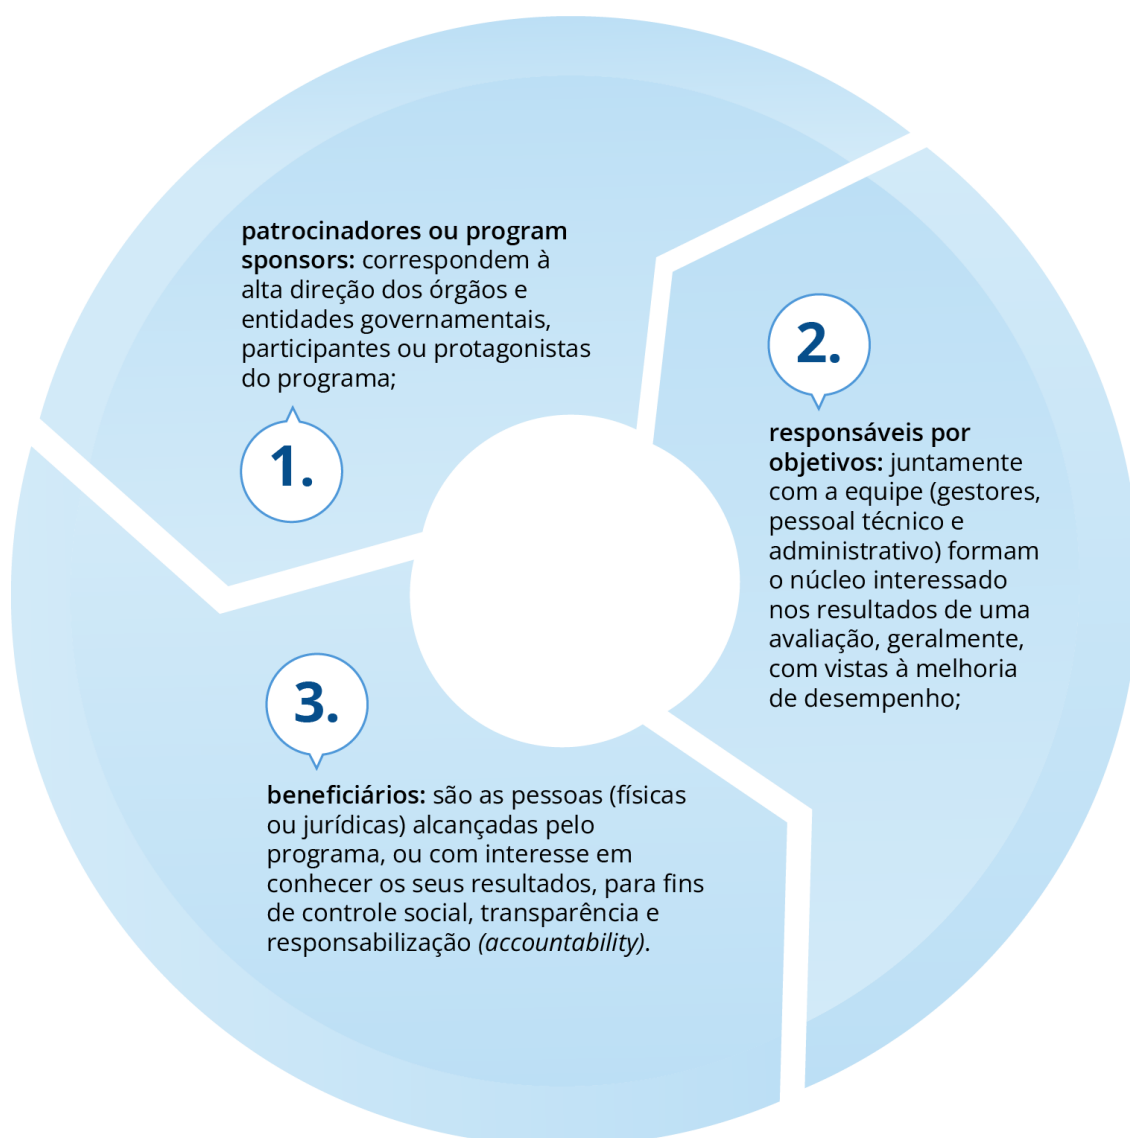 patrocinadores ou program
sponsors: correspondem à
alta direção dos órgãos e
entidades governamentais,
participantes ou protagonistas
do programa;
1.
2.
responsáveis por
objetivos: juntamente
com a equipe (gestores,
pessoal técnico e
administrativo) formam
o núcleo interessado
nos resultados de uma
avaliação, geralmente,
com vistas à melhoria
de desempenho;
3.
beneficiários: são as pessoas (físicas
ou jurídicas) alcançadas pelo
programa, ou com interesse em
conhecer os seus resultados, para fins
de controle social, transparência e
responsabilização (accountability).